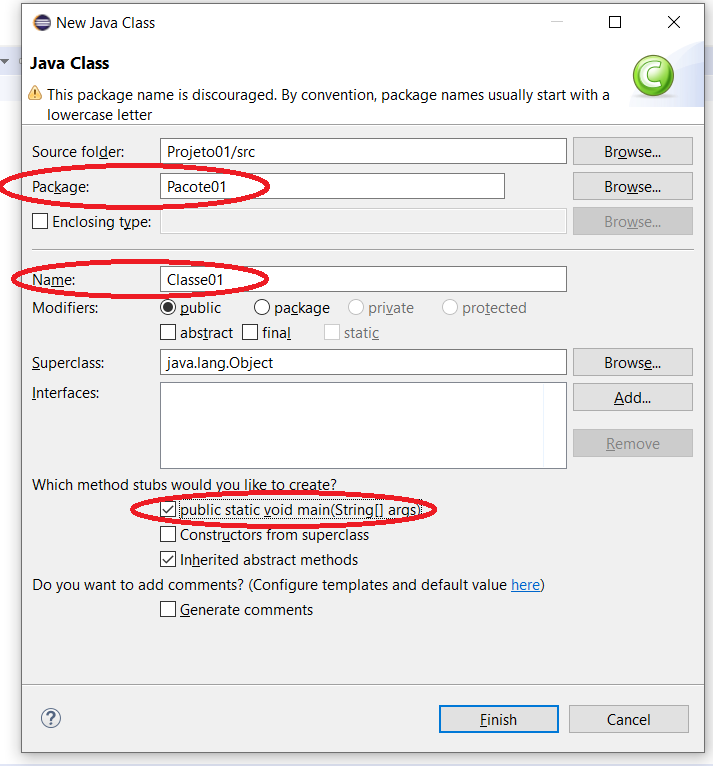 New Java Class
Java Class
This package name is discouraged. By convention, package names usually start with a
lowercase letter
Source folder: Projeto01/src Browse...
Package: Pacote01 Browse...
Enclosing type: Browse...
Name: Classe01
Modifiers: public package private protected
abstract final static
Superclass: java.lang.Object Browse...
Interfaces: Add...
Remove
Which method stubs would you like to create?
public static void main(String[] args)
Constructors from superclass
Inherited abstract methods
Do you want to add comments? (Configure templates and default value here)
Generate comments
? Finish Cancel